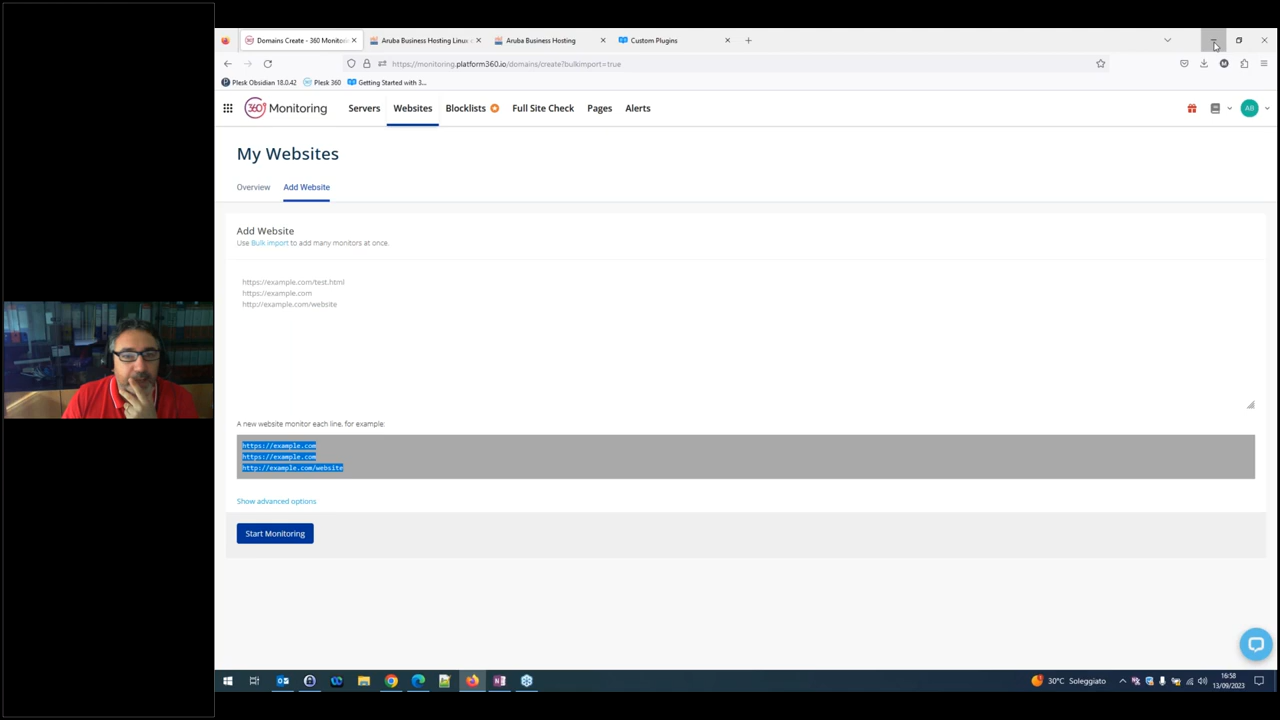 Domains Create - 360 Monitori
Aruba Business Hosting Linux
Aruba Business Hosting
Custom Plugins
https://monitoring.platform360.io/domains/create?bulkimport=true
Plesk Obsidian 18.0.42
Plesk 360
Getting Started with 3...
360 Monitoring
Servers
Websites
Blocklists
Full Site Check
Pages
Alerts
AB
My Websites
Overview
Add Website
Add Website
Use Bulk import to add many monitors at once.
https://example.com/test.html
https://example.com
http://example.com/website
A new website monitor each line, for example:
https://example.com
https://example.com
http://example.com/website
Show advanced options
Start Monitoring
30°C Soleggiato
16:58
13/09/2023